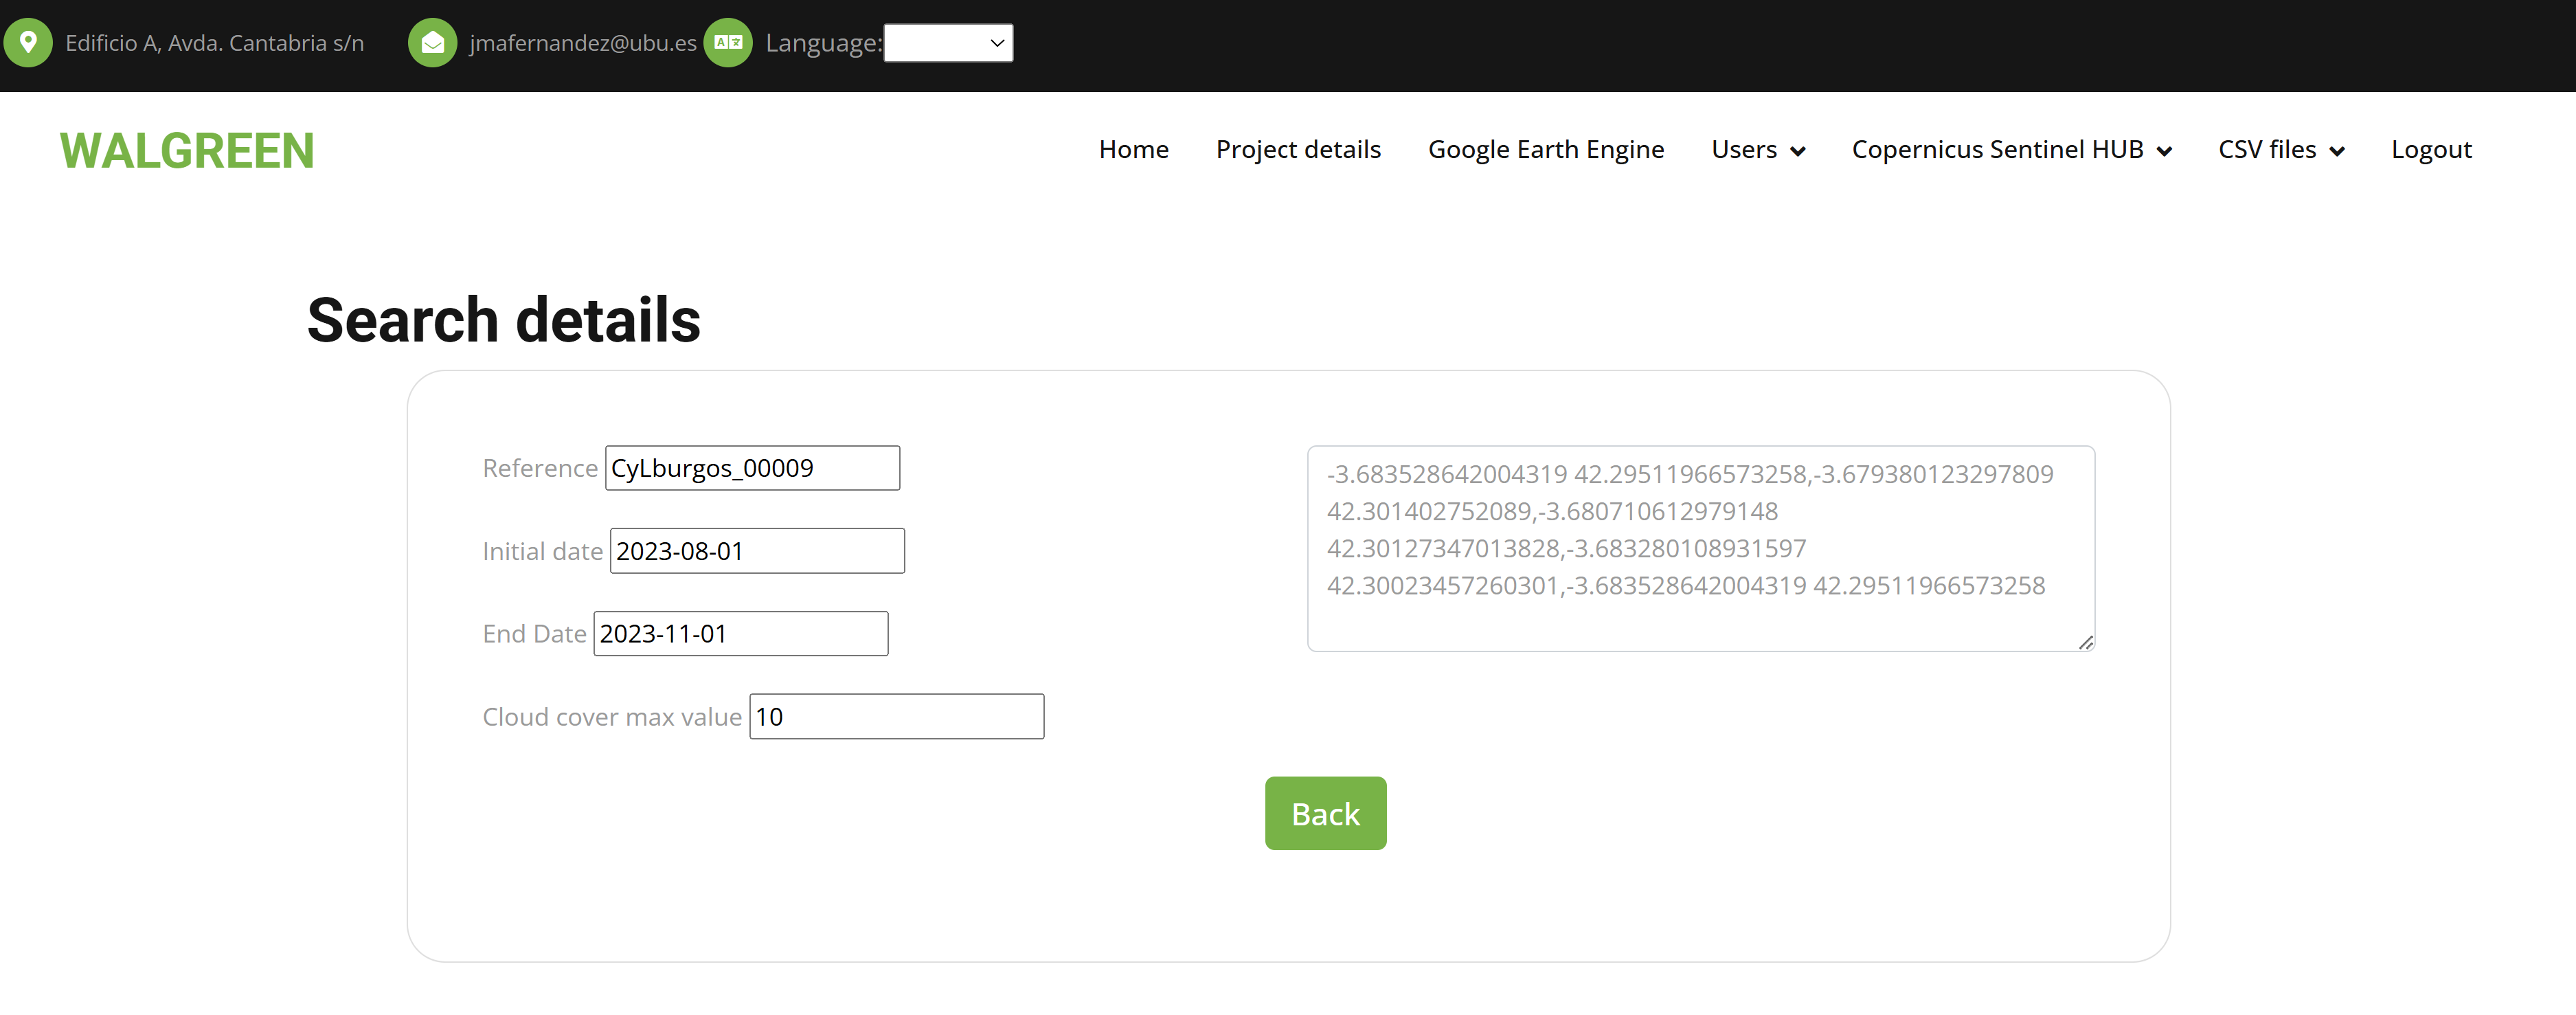 Edificio A, Avda. Cantabria s/n jmafernandez@ubu.es Language:
WALGREEN Home Project details Google Earth Engine Users Copernicus Sentinel HUB CSV files Logout
Search details
Reference CyLburgos_00009
Initial date 2023-08-01
End Date 2023-11-01
Cloud cover max value 10
-3.683528642004319 42.29511966573258,-3.679380123297809
42.301402752089,-3.680710612979148
42.30127347013828,-3.683280108931597
42.30023457260301,-3.683528642004319 42.29511966573258
Back